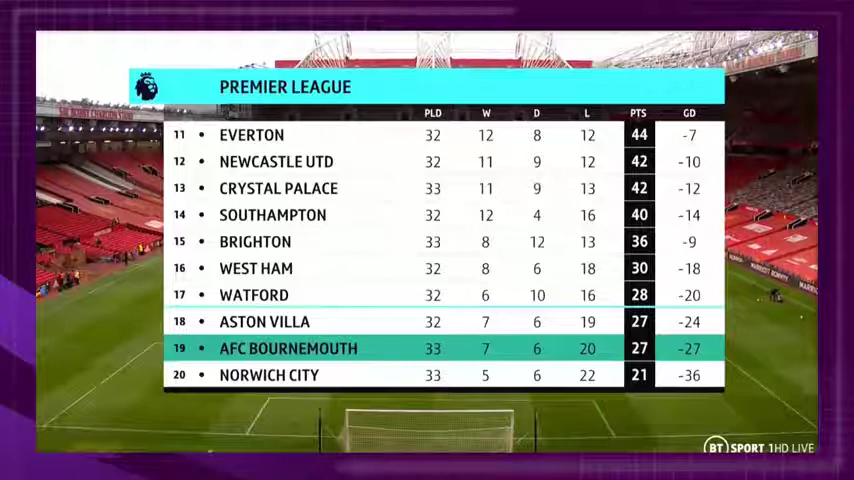 PREMIER LEAGUE
PLD W D L PTS GD
11 • EVERTON 32 12 8 12 44 -7
12 • NEWCASTLE UTD 32 11 9 12 42 -10
13 • CRYSTAL PALACE 33 11 9 13 42 -12
14 • SOUTHAMPTON 32 12 4 16 40 -14
15 • BRIGHTON 33 8 12 13 36 -9
16 • WEST HAM 32 8 6 18 30 -18
17 • WATFORD 32 6 10 16 28 -20
18 • ASTON VILLA 32 7 6 19 27 -24
19 • AFC BOURNEMOUTH 33 7 6 20 27 -27
20 • NORWICH CITY 33 5 6 22 21 -36
BT SPORT 1HD LIVE